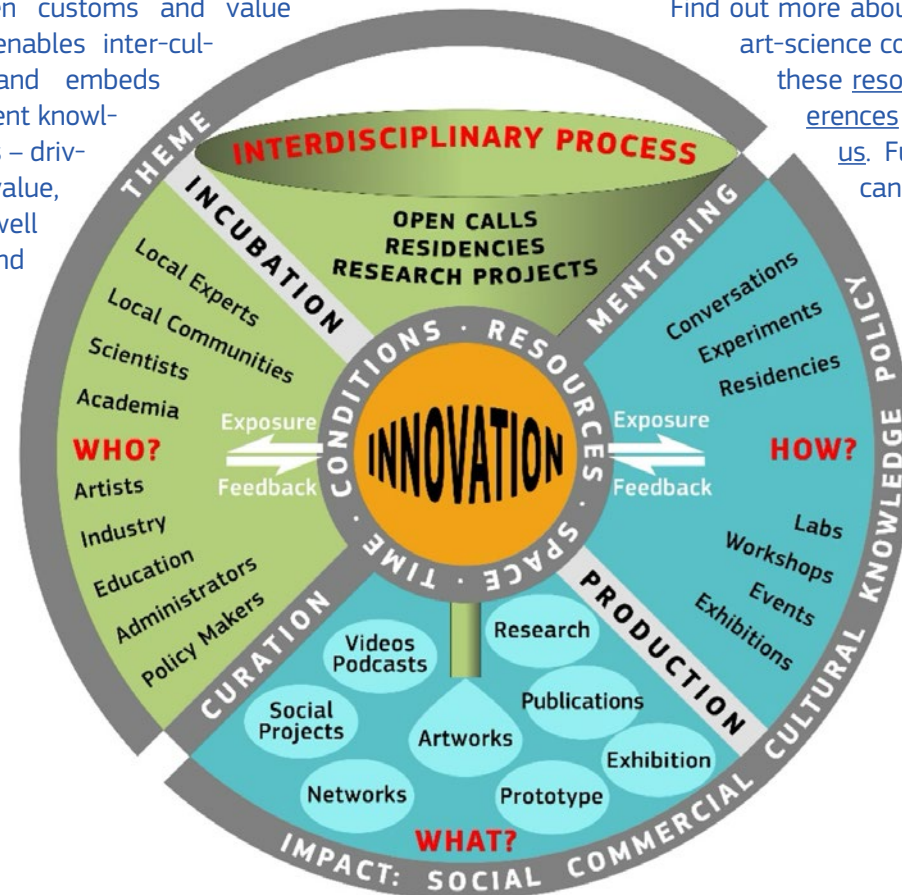 en customs and value
enables inter-cul-
and embeds
ent knowl-
s – driv-
value,
well
nd
Find out more abou
art-science co
these reso
erences
us. Fu
can
THEME
INTERDISCIPLINARY PROCESS
INCUBATION
OPEN CALLS
RESIDENCIES
RESEARCH PROJECTS
MENTORING
Local Experts
Local Communities
Scientists
Academia
WHO?
Artists
Industry
Education
Administrators
Policy Makers
Exposure
Feedback
CONDITIONS · RESOURCES · SPACE · TIME ·
INNOVATION
Exposure
Feedback
Conversations
Experiments
Residencies
HOW?
Labs
Workshops
Events
Exhibitions
CURATION
PRODUCTION
Videos
Podcasts
Research
Social
Projects
Artworks
Publications
Exhibition
Networks
Prototype
WHAT?
IMPACT: SOCIAL COMMERCIAL CULTURAL KNOWLEDGE POLICY